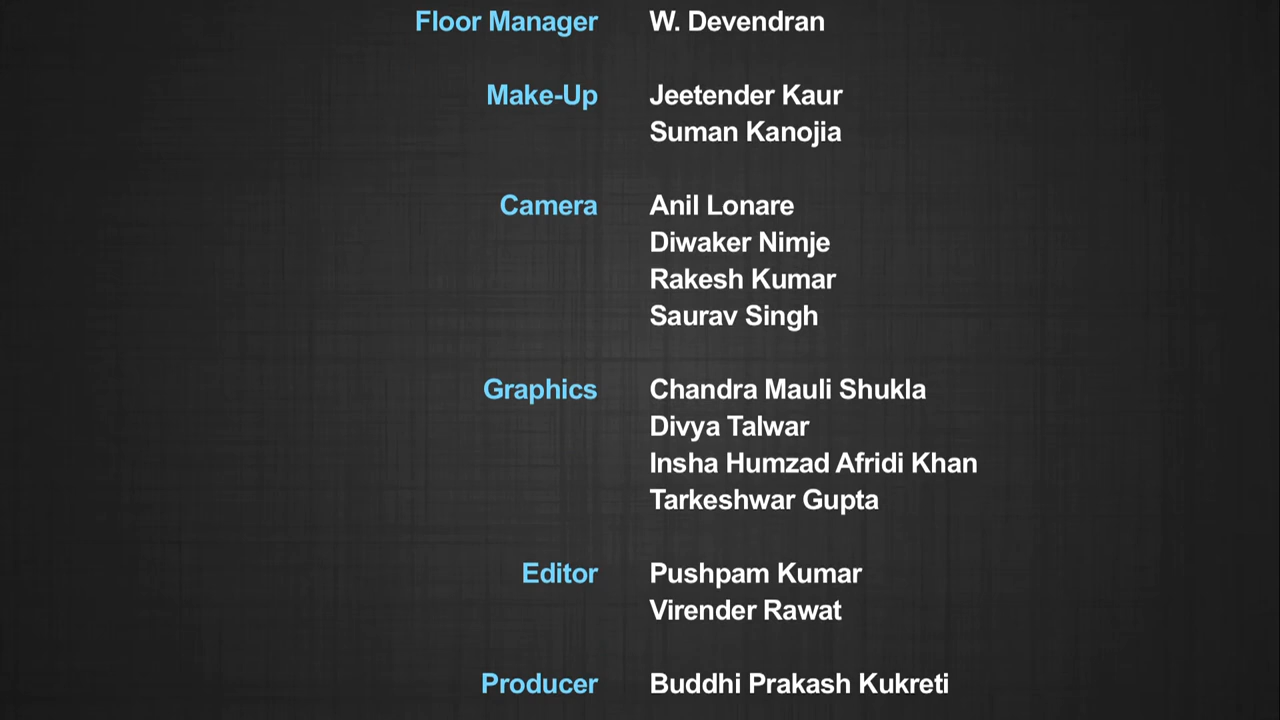 Floor Manager W. Devendran
Make-Up Jeetender Kaur
Suman Kanojia
Camera Anil Lonare
Diwaker Nimje
Rakesh Kumar
Saurav Singh
Graphics Chandra Mauli Shukla
Divya Talwar
Insha Humzad Afridi Khan
Tarkeshwar Gupta
Editor Pushpam Kumar
Virender Rawat
Producer Buddhi Prakash Kukreti